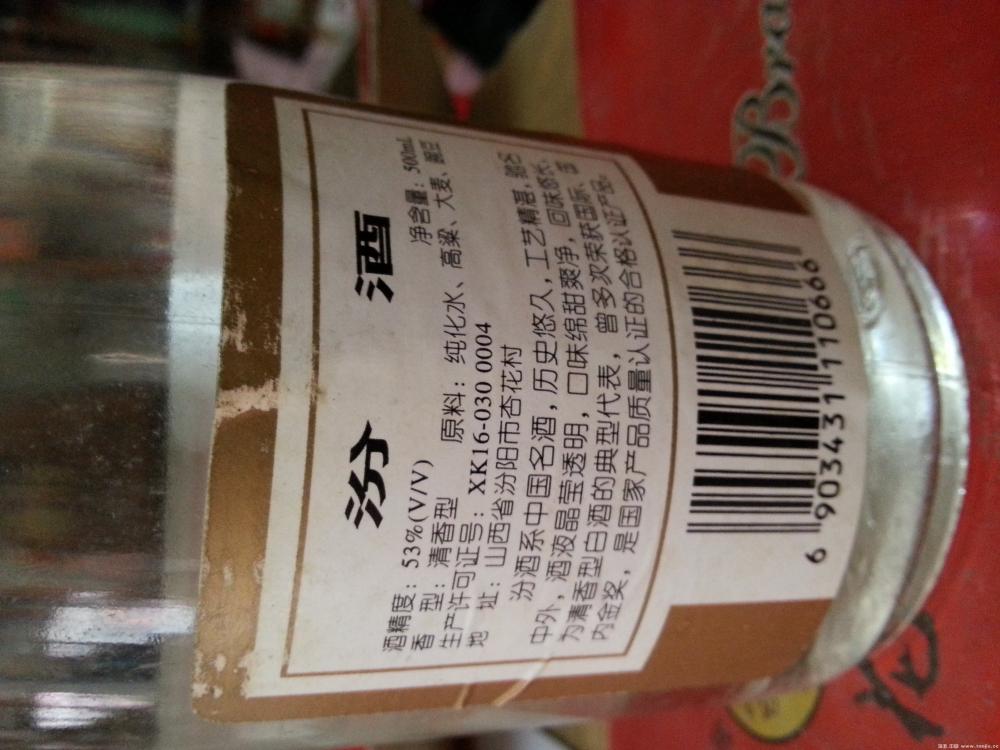 汾 酒
酒精度：53%(V/V) 净含量：500mL
香 型：清香型 原料：纯化水、高粱、大麦、豌豆
生产许可证号：XK16-030 0004
地 址：山西省汾阳市杏花村
汾酒系中国名酒，历史悠久，工艺精湛，驰名
中外，酒液晶莹透明，口味绵甜爽净，回味悠长，
为清香型白酒的典型代表，曾多次荣获国际、国
内金奖，是国家产品质量认证的合格认证产品。
6 903431 110666
Bra